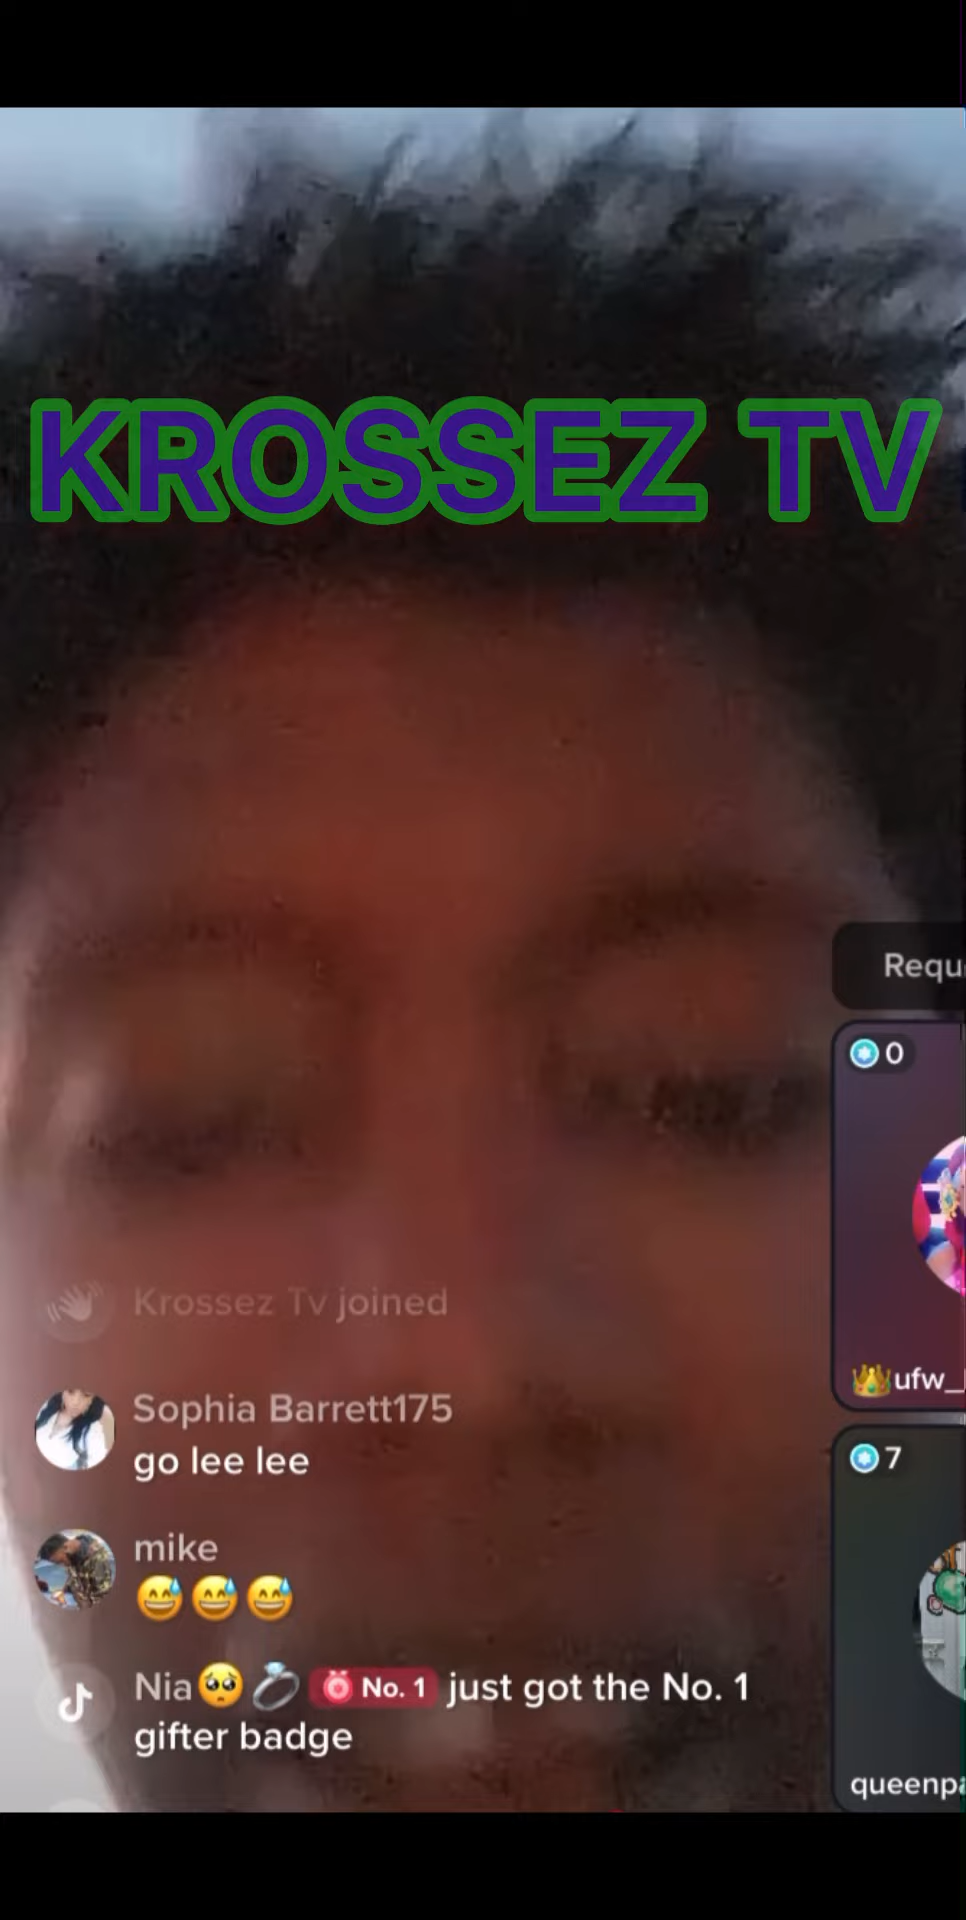 KROSSEZ TV
Requ
0
👑ufw_
Krossez Tv joined
Sophia Barrett175
go lee lee
7
mike
😅😅😅
Nia🥺💍 No. 1 just got the No. 1
gifter badge
queenpa